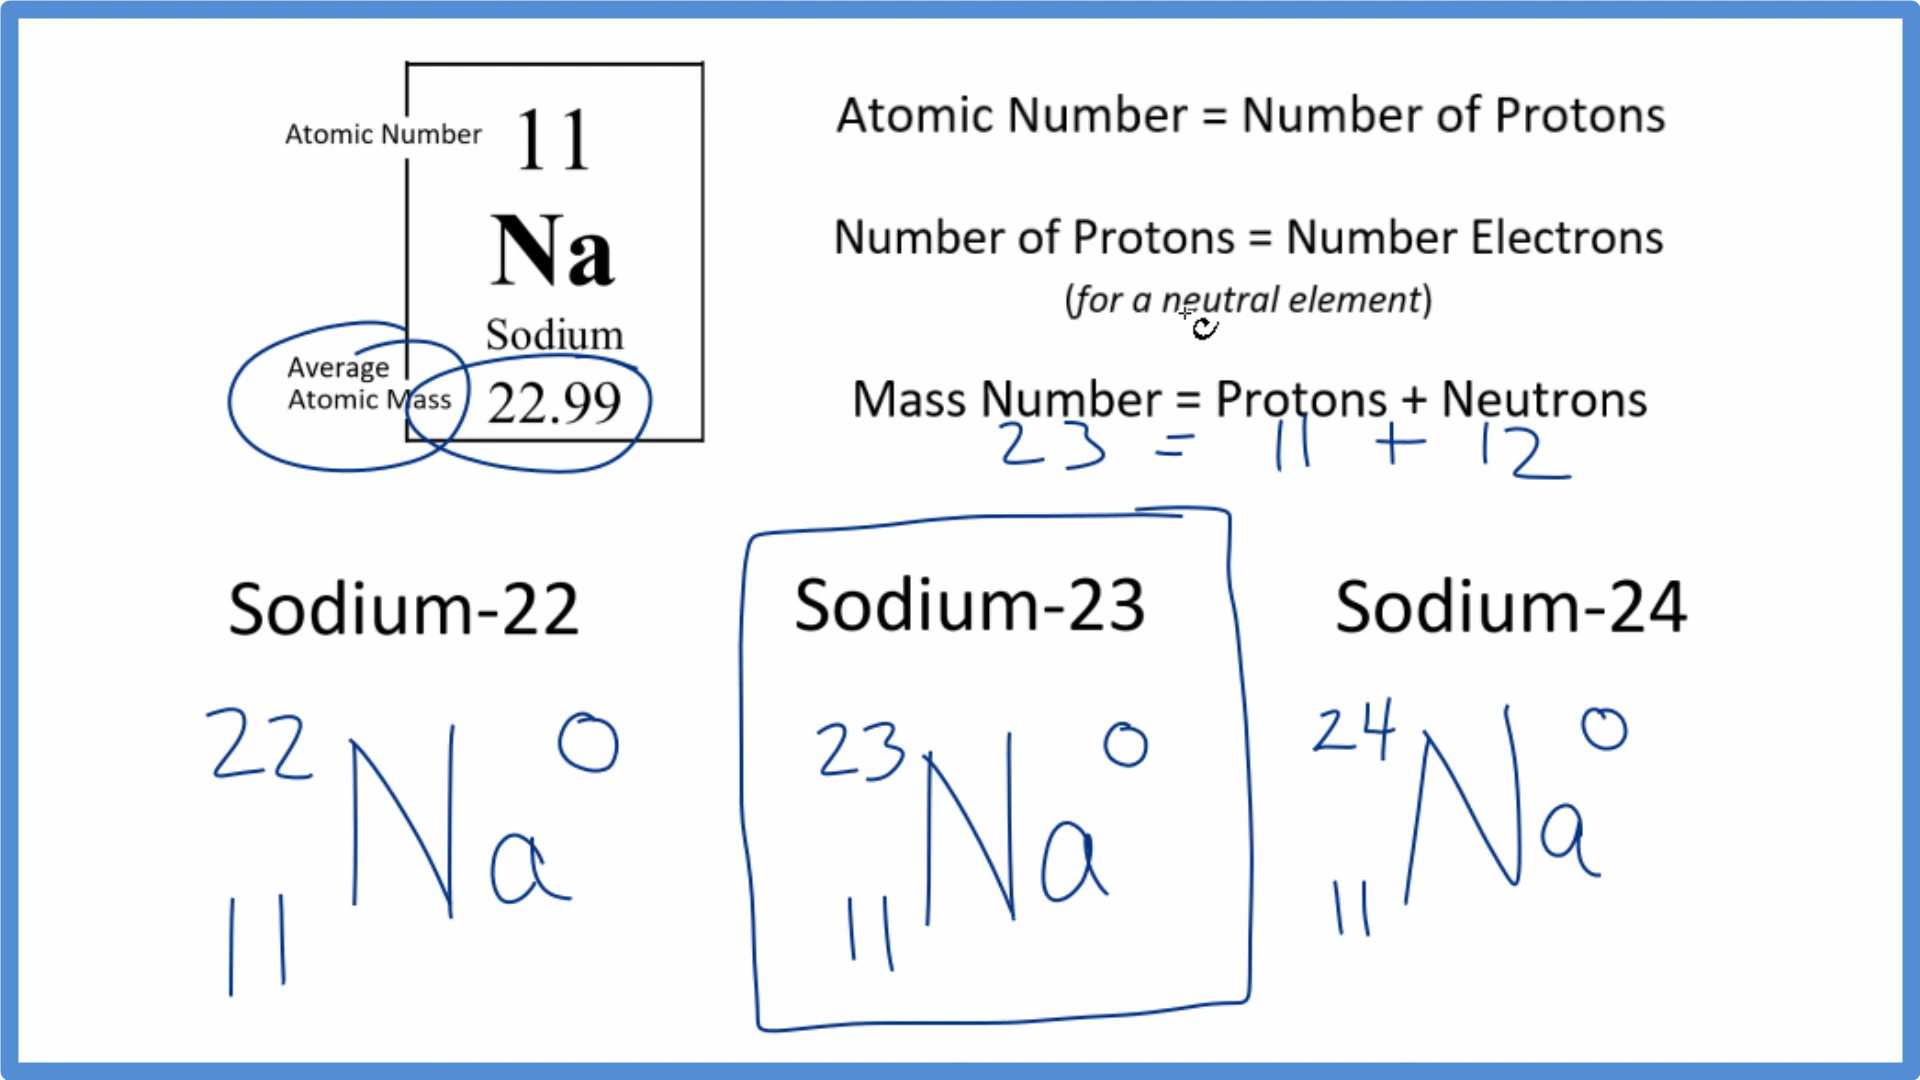 Atomic Number
11
Na
Sodium
Average
Atomic Mass
22.99
Atomic Number = Number of Protons
Number of Protons = Number Electrons
(for a neutral element)
Mass Number = Protons + Neutrons
23 = 11 + 12
Sodium-22
22 Na 0
11
Sodium-23
23 Na 0
11
Sodium-24
24 Na 0
11